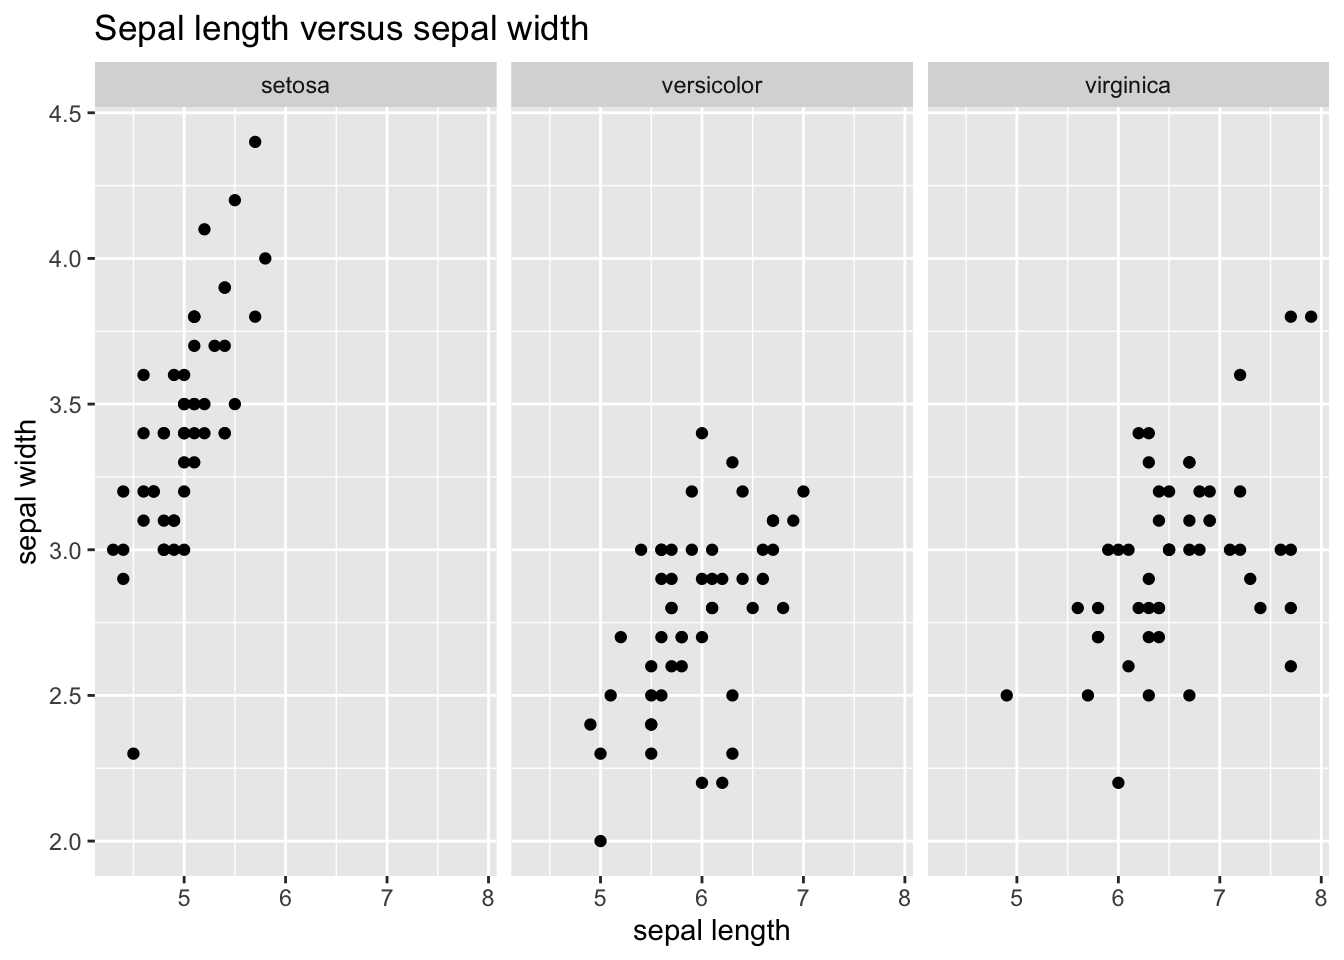 Sepal length versus sepal width
setosa versicolor virginica
4.5
4.0
3.5
3.0
2.5
2.0
sepal width
5 6 7 8 5 6 7 8 5 6 7 8
sepal length